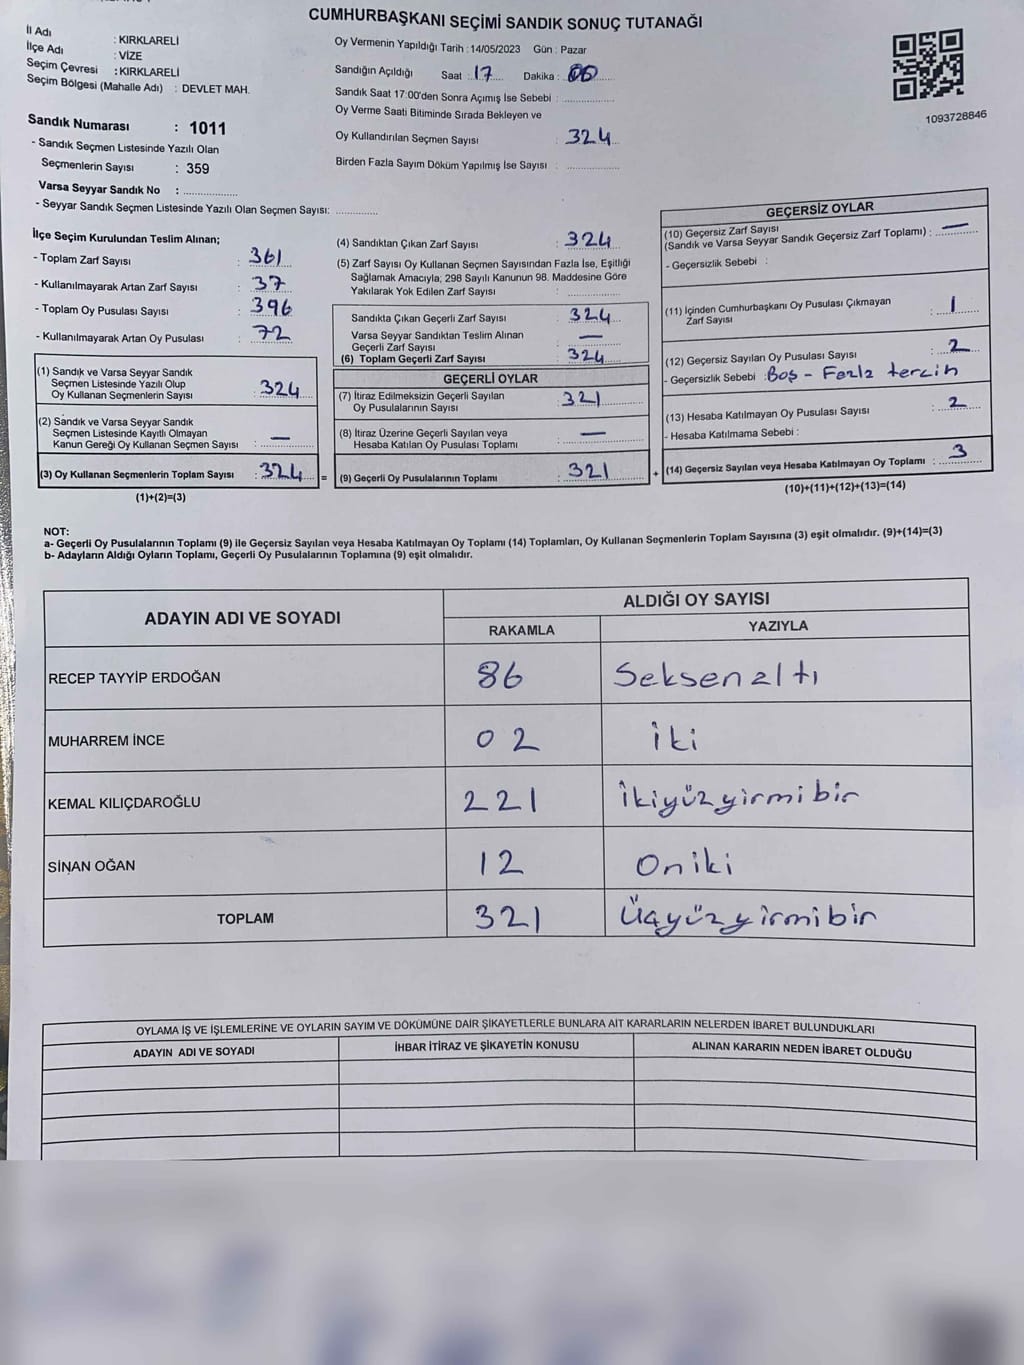 CUMHURBAŞKANI SEÇİMİ SANDIK SONUÇ TUTANAĞI
İl Adı : KIRKLARELİ
İlçe Adı : VİZE
Seçim Çevresi : KIRKLARELİ
Seçim Bölgesi (Mahalle Adı) : DEVLET MAH.
Sandık Numarası : 1011
- Sandık Seçmen Listesinde Yazılı Olan
Seçmenlerin Sayısı : 359
Varsa Seyyar Sandık No : ..............
- Seyyar Sandık Seçmen Listesinde Yazılı Olan Seçmen Sayısı: ..............
Oy Vermenin Yapıldığı Tarih : 14/05/2023 Gün : Pazar
Sandığın Açıldığı Saat : 17 Dakika : 00
Sandık Saat 17:00'den Sonra Açımış İse Sebebi : ..............
Oy Verme Saati Bitiminde Sırada Bekleyen ve
Oy Kullandırılan Seçmen Sayısı : 324
Birden Fazla Sayım Döküm Yapılmış İse Sayısı : ..............
1093728846
İlçe Seçim Kurulundan Teslim Alınan;
- Toplam Zarf Sayısı : 361
- Kullanılmayarak Artan Zarf Sayısı : 37
- Toplam Oy Pusulası Sayısı : 396
- Kullanılmayarak Artan Oy Pusulası : 72
(1) Sandık ve Varsa Seyyar Sandık
Seçmen Listesinde Yazılı Olup
Oy Kullanan Seçmenlerin Sayısı : 324
(2) Sandık ve Varsa Seyyar Sandık
Seçmen Listesinde Kayıtlı Olmayan
Kanun Gereği Oy Kullanan Seçmen Sayısı : —
(3) Oy Kullanan Seçmenlerin Toplam Sayısı : 324 =
(1)+(2)=(3)
(4) Sandıktan Çıkan Zarf Sayısı : 324
(5) Zarf Sayısı Oy Kullanan Seçmen Sayısından Fazla İse, Eşitliği
Sağlamak Amacıyla; 298 Sayılı Kanunun 98. Maddesine Göre
Yakılarak Yok Edilen Zarf Sayısı : ..............
Sandıkta Çıkan Geçerli Zarf Sayısı : 324
Varsa Seyyar Sandıktan Teslim Alınan
Geçerli Zarf Sayısı : —
(6) Toplam Geçerli Zarf Sayısı : 324
GEÇERLİ OYLAR
(7) İtiraz Edilmeksizin Geçerli Sayılan
Oy Pusulalarının Sayısı : 321
(8) İtiraz Üzerine Geçerli Sayılan veya
Hesaba Katılan Oy Pusulası Toplamı : —
(9) Geçerli Oy Pusulalarının Toplamı : 321 +
GEÇERSİZ OYLAR
(10) Geçersiz Zarf Sayısı
(Sandık ve Varsa Seyyar Sandık Geçersiz Zarf Toplamı) : —
- Geçersizlik Sebebi :
(11) İçinden Cumhurbaşkanı Oy Pusulası Çıkmayan
Zarf Sayısı : 1
(12) Geçersiz Sayılan Oy Pusulası Sayısı : 2
- Geçersizlik Sebebi : Boş - Fazla tercih
(13) Hesaba Katılmayan Oy Pusulası Sayısı : 2
- Hesaba Katılmama Sebebi :
(14) Geçersiz Sayılan veya Hesaba Katılmayan Oy Toplamı : 3
(10)+(11)+(12)+(13)=(14)
NOT:
a- Geçerli Oy Pusulalarının Toplamı (9) ile Geçersiz Sayılan veya Hesaba Katılmayan Oy Toplamı (14) Toplamları, Oy Kullanan Seçmenlerin Toplam Sayısına (3) eşit olmalıdır. (9)+(14)=(3)
b- Adayların Aldığı Oyların Toplamı, Geçerli Oy Pusulalarının Toplamına (9) eşit olmalıdır.
ADAYIN ADI VE SOYADI ALDIĞI OY SAYISI
RAKAMLA YAZIYLA
RECEP TAYYİP ERDOĞAN 86 Seksenaltı
MUHARREM İNCE 02 İki
KEMAL KILIÇDAROĞLU 221 İkiyüzyirmibir
SİNAN OĞAN 12 Oniki
TOPLAM 321 Üçyüzyirmibir
OYLAMA İŞ VE İŞLEMLERİNE VE OYLARIN SAYIM VE DÖKÜMÜNE DAİR ŞİKAYETLERLE BUNLARA AİT KARARLARIN NELERDEN İBARET BULUNDUKLARI
ADAYIN ADI VE SOYADI İHBAR İTİRAZ VE ŞİKAYETİN KONUSU ALINAN KARARIN NEDEN İBARET OLDUĞU